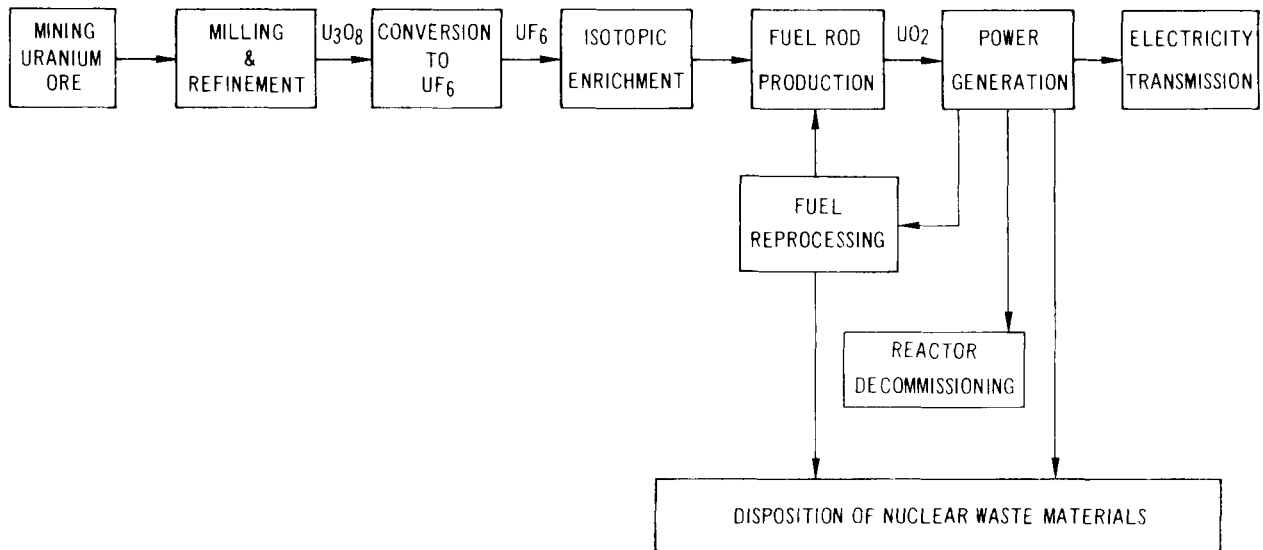 MINING
URANIUM
ORE
MILLING
&
REFINEMENT
U3O8
CONVERSION
TO
UF6
UF6
ISOTOPIC
ENRICHMENT
FUEL ROD
PRODUCTION
UO2
POWER
GENERATION
ELECTRICITY
TRANSMISSION
FUEL
REPROCESSING
REACTOR
DECOMMISSIONING
DISPOSITION OF NUCLEAR WASTE MATERIALS